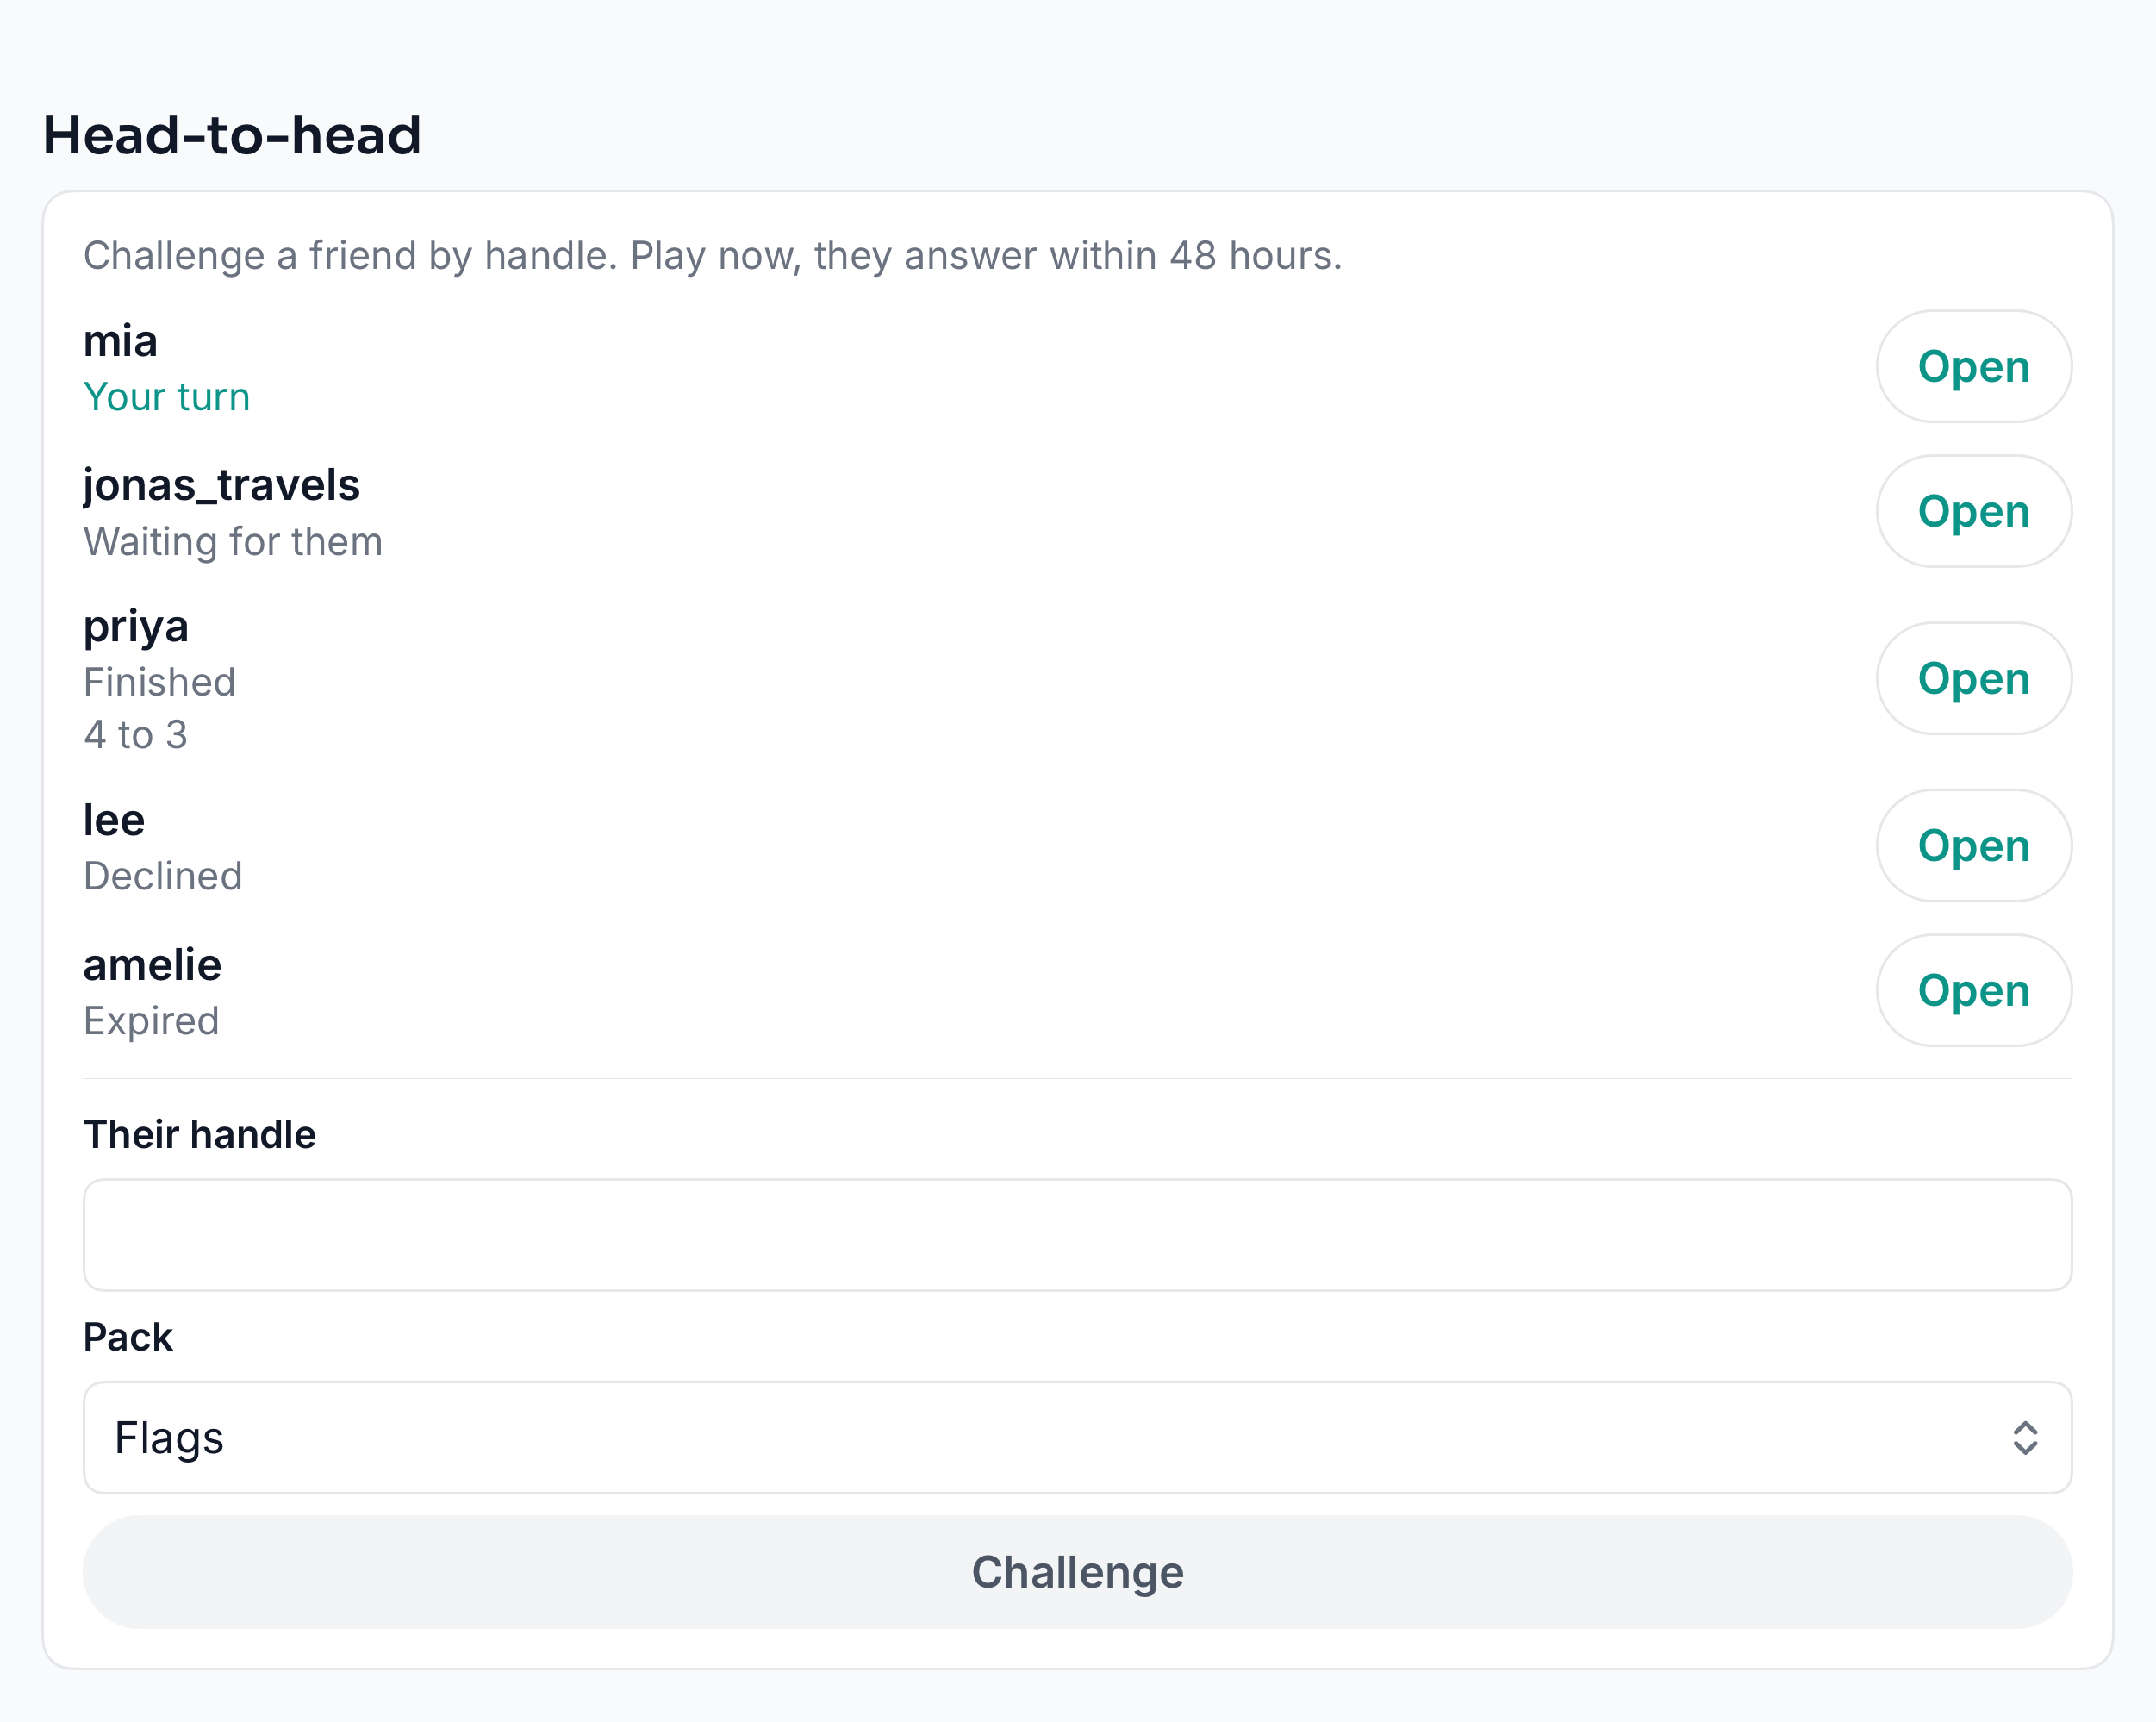 Head-to-head
Challenge a friend by handle. Play now, they answer within 48 hours.
mia
Your turn
Open
jonas_travels
Waiting for them
Open
priya
Finished
4 to 3
Open
lee
Declined
Open
amelie
Expired
Open
Their handle
Pack
Flags
Challenge